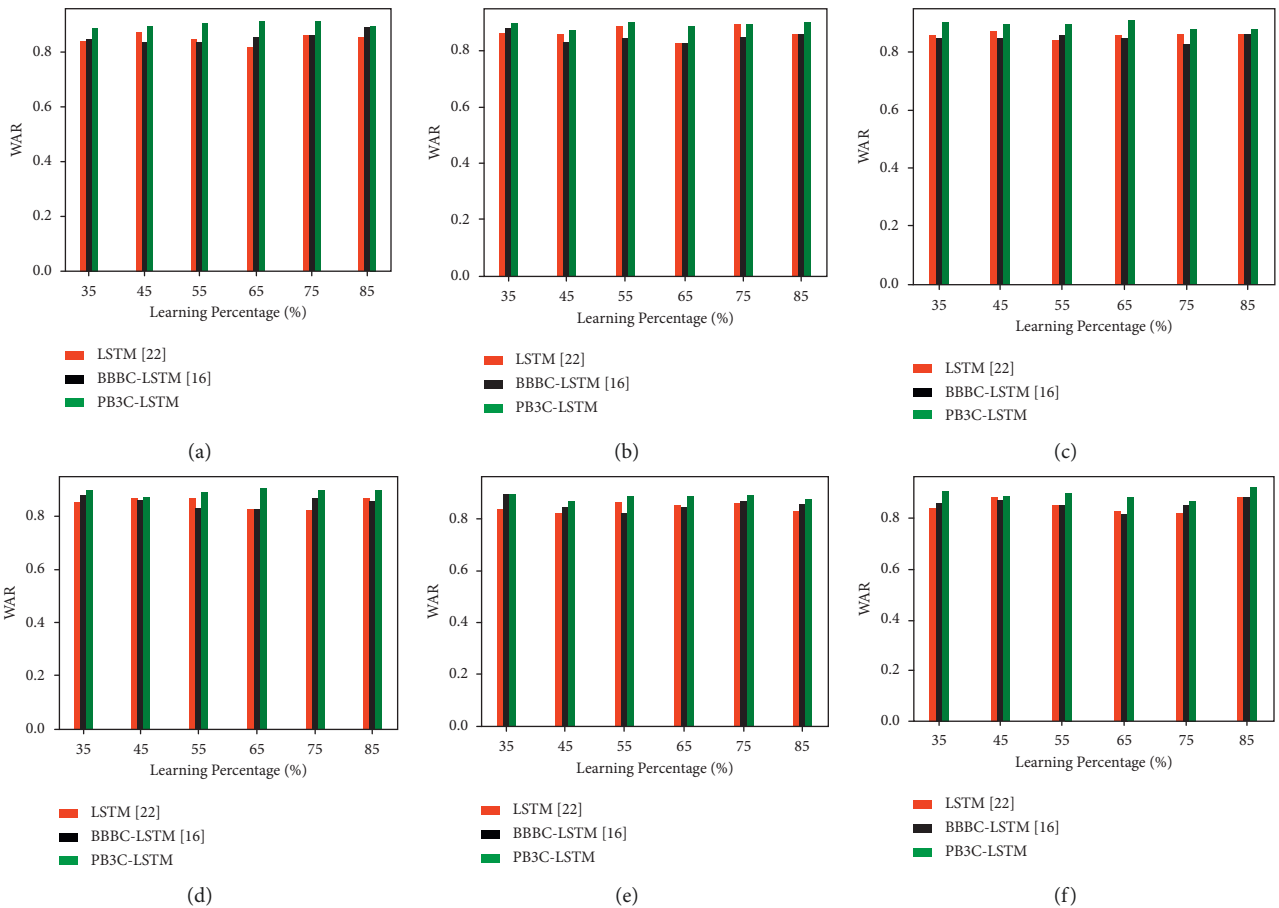 WAR
0.8
0.6
0.4
0.2
0.0
35 45 55 65 75 85
Learning Percentage (%)
LSTM [22]
BBBC-LSTM [16]
PB3C-LSTM
(a)
WAR
0.8
0.6
0.4
0.2
0.0
35 45 55 65 75 85
Learning Percentage (%)
LSTM [22]
BBBC-LSTM [16]
PB3C-LSTM
(b)
WAR
0.8
0.6
0.4
0.2
0.0
35 45 55 65 75 85
Learning Percentage (%)
LSTM [22]
BBBC-LSTM [16]
PB3C-LSTM
(c)
WAR
0.8
0.6
0.4
0.2
0.0
35 45 55 65 75 85
Learning Percentage (%)
LSTM [22]
BBBC-LSTM [16]
PB3C-LSTM
(d)
WAR
0.8
0.6
0.4
0.2
0.0
35 45 55 65 75 85
Learning Percentage (%)
LSTM [22]
BBBC-LSTM [16]
PB3C-LSTM
(e)
WAR
0.8
0.6
0.4
0.2
0.0
35 45 55 65 75 85
Learning Percentage (%)
LSTM [22]
BBBC-LSTM [16]
PB3C-LSTM
(f)